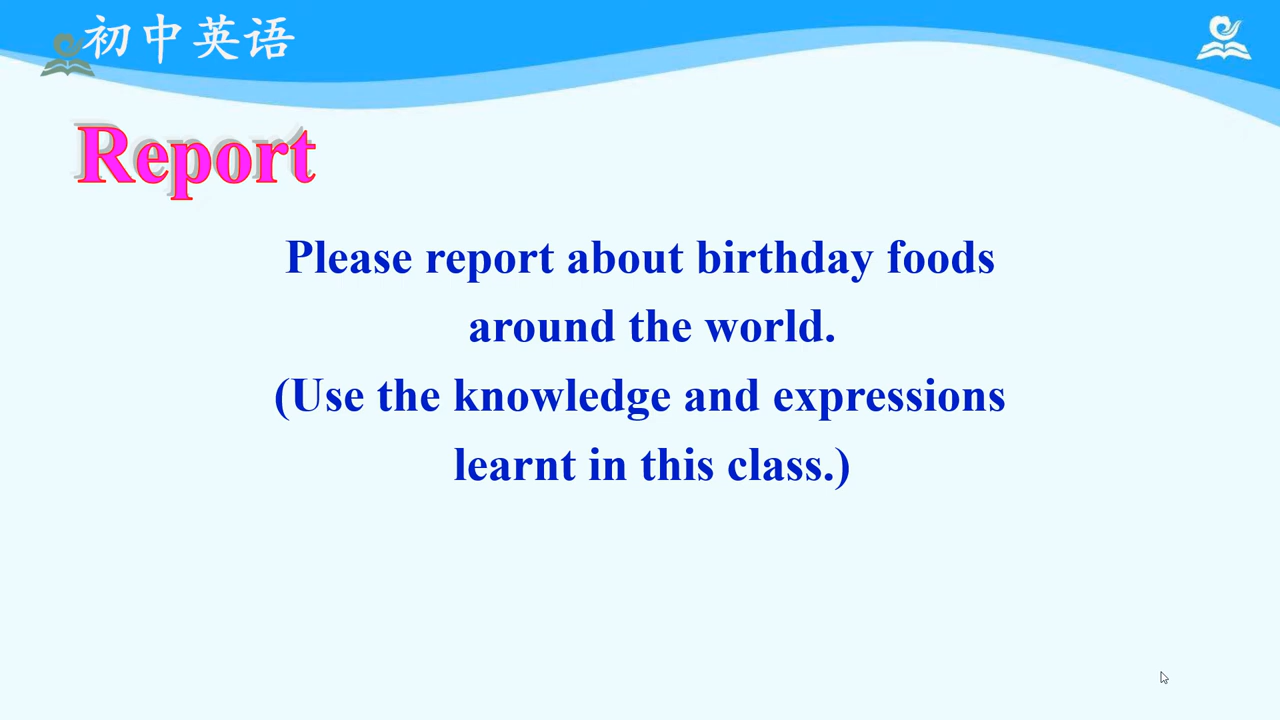 初中英语
Report
Please report about birthday foods
around the world.
(Use the knowledge and expressions
learnt in this class.)